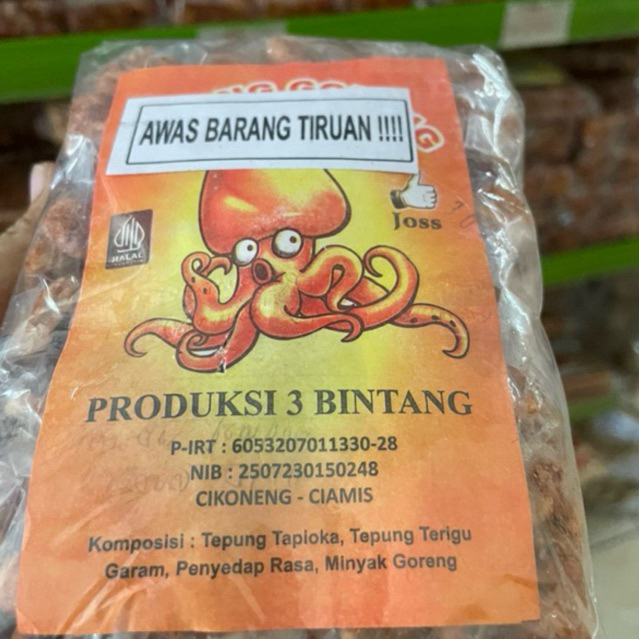 AWAS BARANG TIRUAN !!!!
Joss
HALAL
PRODUKSI 3 BINTANG
P-IRT : 6053207011330-28
NIB : 2507230150248
CIKONENG - CIAMIS
Komposisi : Tepung Tapioka, Tepung Terigu
Garam, Penyedap Rasa, Minyak Goreng